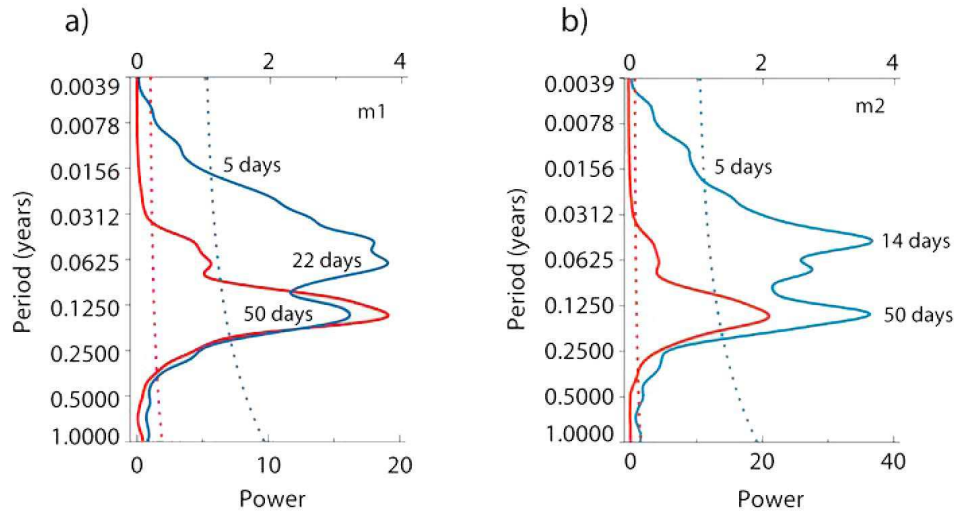 a)
0 2 4
m1
0.0039
0.0078
0.0156
0.0312
0.0625
0.1250
0.2500
0.5000
1.0000
Period (years)
5 days
22 days
50 days
0 10 20
Power
b)
0 2 4
m2
0.0039
0.0078
0.0156
0.0312
0.0625
0.1250
0.2500
0.5000
1.0000
Period (years)
5 days
14 days
50 days
0 20 40
Power